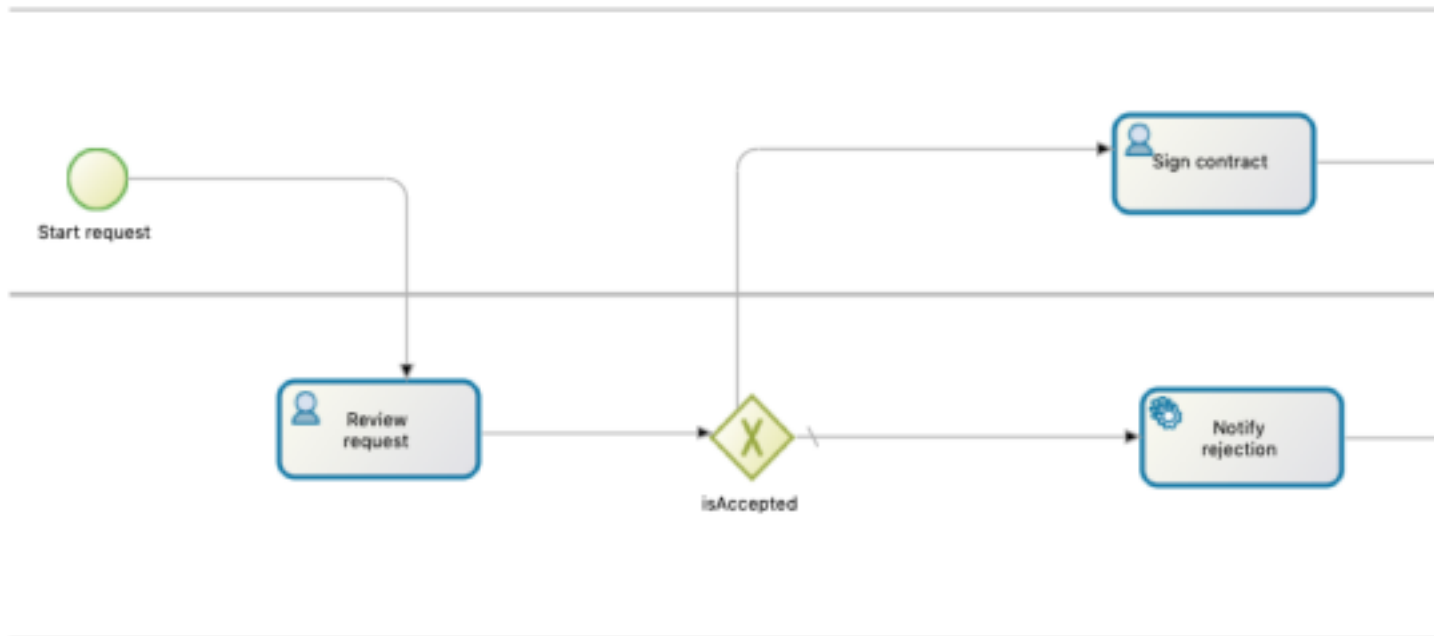 Sign contract
Start request
Review
request
Notify
rejection
isAccepted